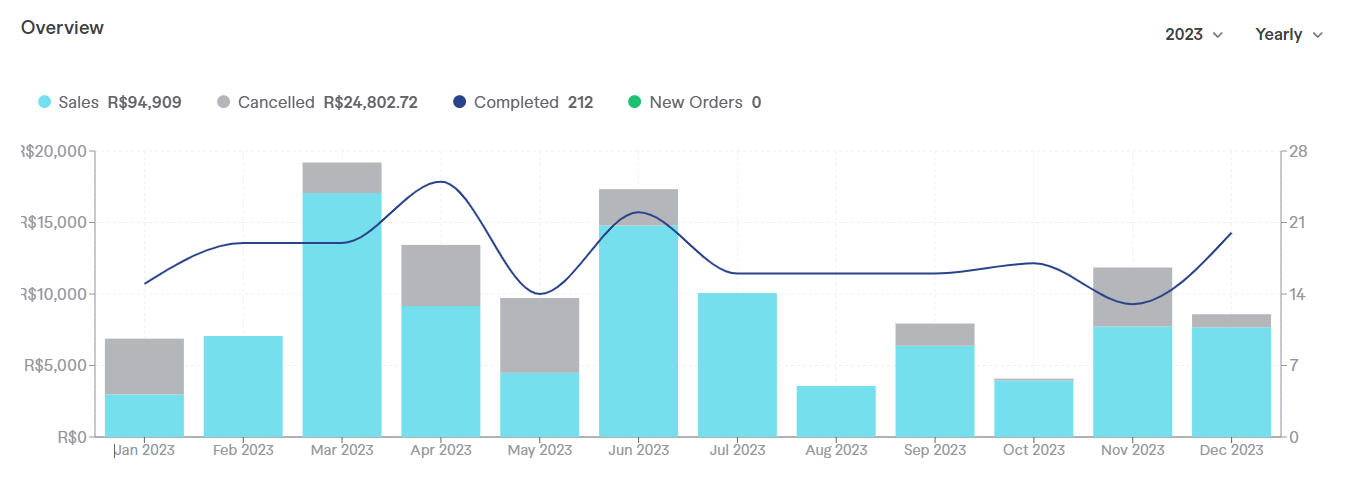 Overview
2023 Yearly
Sales R$94,909 Cancelled R$24,802.72 Completed 212 New Orders 0
R$20,000 28
R$15,000 21
R$10,000 14
R$5,000 7
R$0 0
Jan 2023 Feb 2023 Mar 2023 Apr 2023 May 2023 Jun 2023 Jul 2023 Aug 2023 Sep 2023 Oct 2023 Nov 2023 Dec 2023